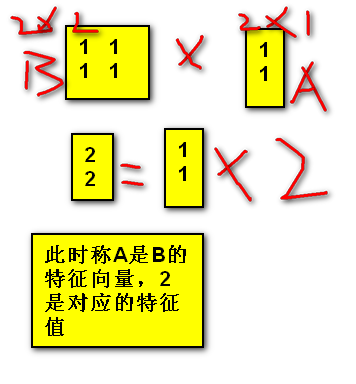 2×2 2×1
B 1 1 × 1 A
1 1 1
2 = 1 × 2
2 1
此时称A是B的
特征向量，2
是对应的特征
值